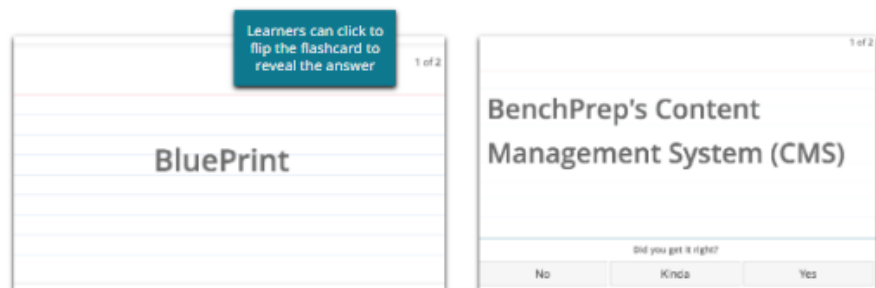 Learners can click to
flip the flashcard to
reveal the answer
1 of 2
BluePrint
1 of 2
BenchPrep's Content
Management System (CMS)
Did you get it right?
No
Kinda
Yes